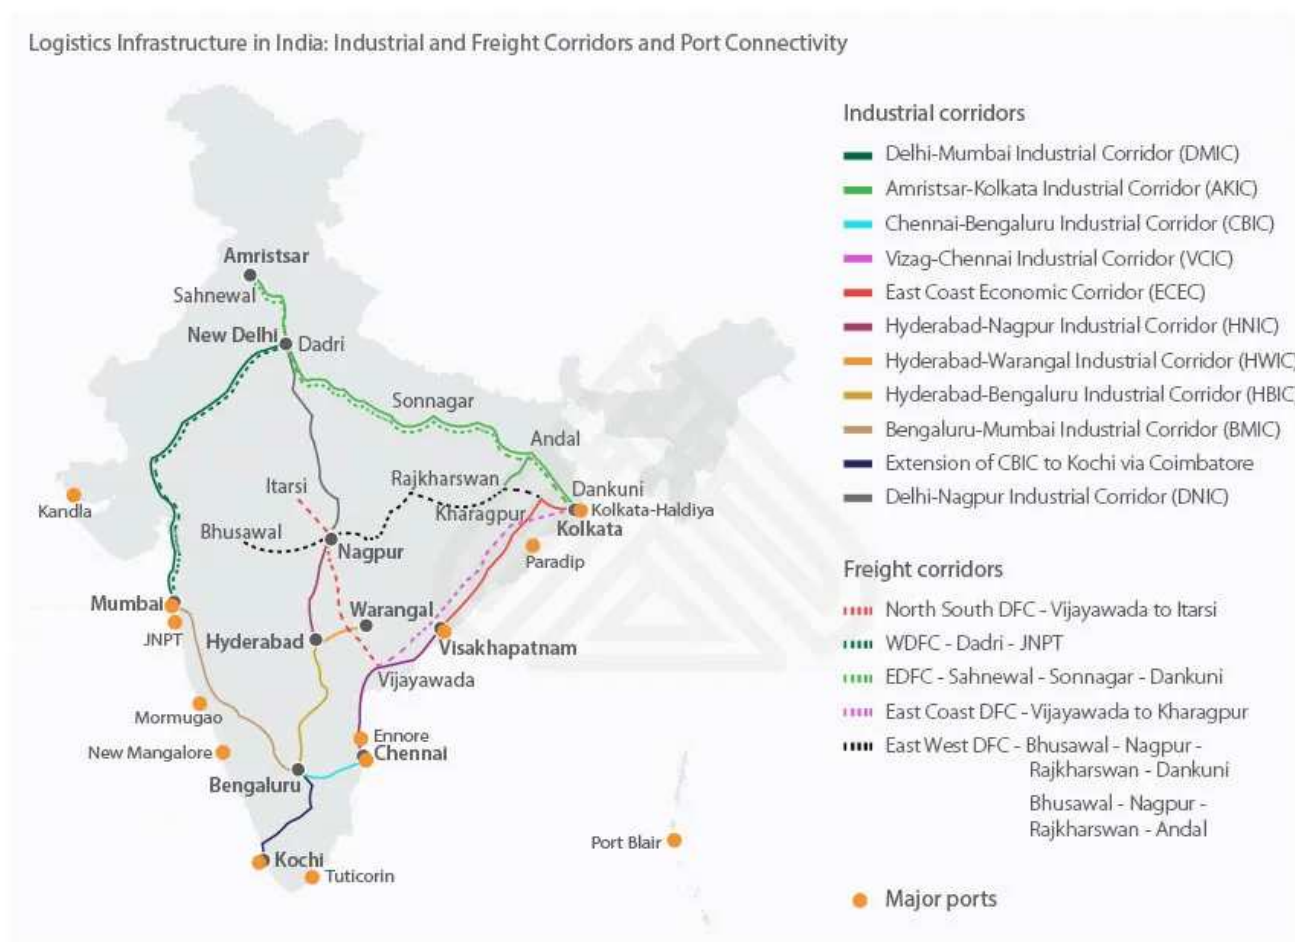 Logistics Infrastructure in India: Industrial and Freight Corridors and Port Connectivity
Amristsar
Sahnewal
New Delhi
Dadri
Sonnagar
Andal
Rajkharswan
Itarsi
Dankuni
Kandla
Kharagpur
Kolkata-Haldiya
Bhusawal
Kolkata
Nagpur
Paradip
Mumbai
Warangal
JNPT
Hyderabad
Visakhapatnam
Vijayawada
Mormugao
Ennore
New Mangalore
Chennai
Bengaluru
Port Blair
Kochi
Tuticorin
Industrial corridors
Delhi-Mumbai Industrial Corridor (DMIC)
Amristsar-Kolkata Industrial Corridor (AKIC)
Chennai-Bengaluru Industrial Corridor (CBIC)
Vizag-Chennai Industrial Corridor (VCIC)
East Coast Economic Corridor (ECEC)
Hyderabad-Nagpur Industrial Corridor (HNIC)
Hyderabad-Warangal Industrial Corridor (HWIC)
Hyderabad-Bengaluru Industrial Corridor (HBIC)
Bengaluru-Mumbai Industrial Corridor (BMIC)
Extension of CBIC to Kochi via Coimbatore
Delhi-Nagpur Industrial Corridor (DNIC)
Freight corridors
North South DFC - Vijayawada to Itarsi
WDFC - Dadri - JNPT
EDFC - Sahnewal - Sonnagar - Dankuni
East Coast DFC - Vijayawada to Kharagpur
East West DFC - Bhusawal - Nagpur -
Rajkharswan - Dankuni
Bhusawal - Nagpur -
Rajkharswan - Andal
Major ports